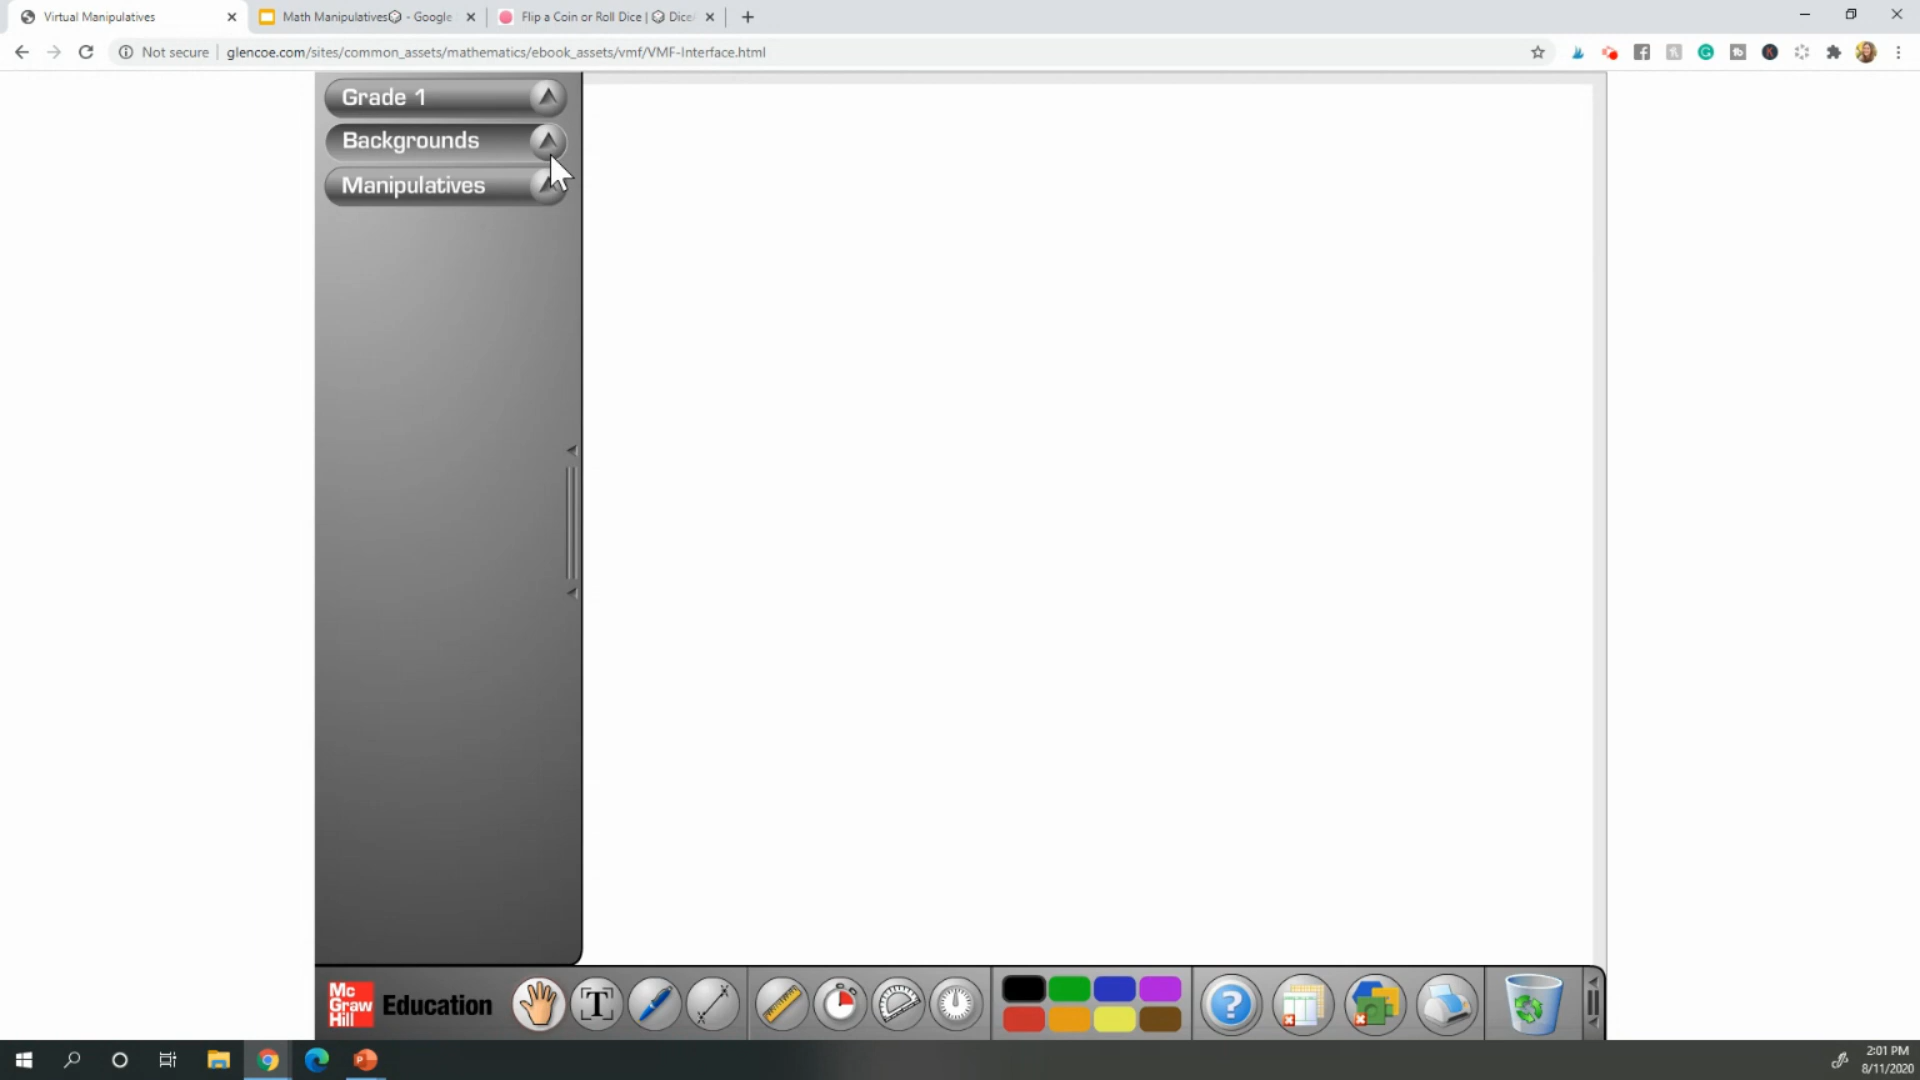 Virtual Manipulatives
Math Manipulatives - Google
Flip a Coin or Roll Dice | Dice
Not secure
glencoe.com/sites/common_assets/mathematics/ebook_assets/vmf/VMF-Interface.html
Grade 1
Backgrounds
Manipulatives
Mc
Graw
Hill
Education
T
?
2:01 PM
8/11/2020